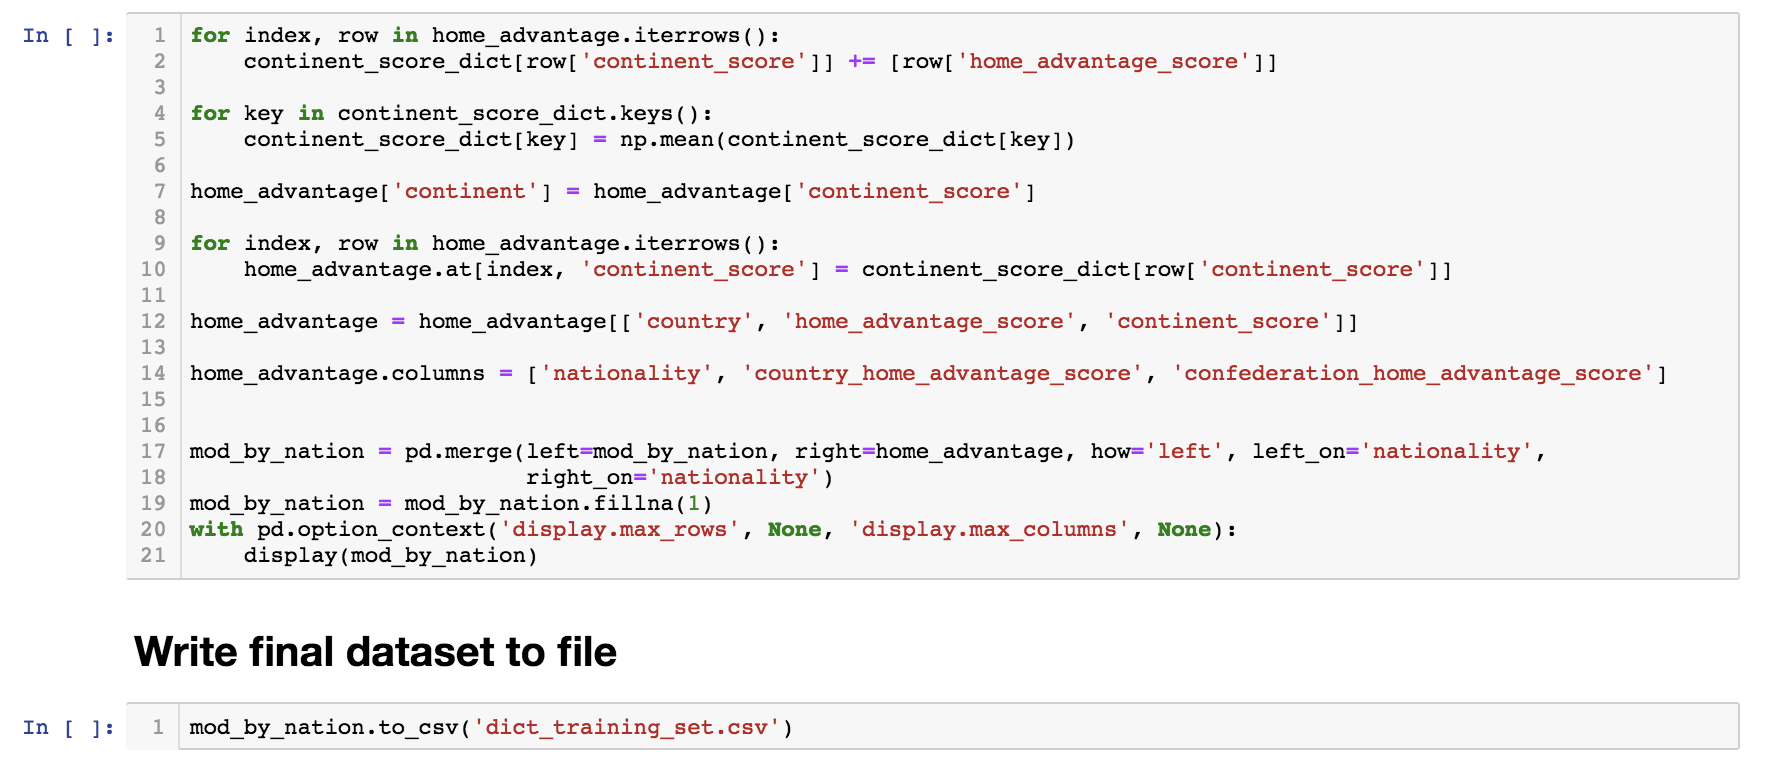 In [ ]:
1 for index, row in home_advantage.iterrows():
2     continent_score_dict[row['continent_score']] += [row['home_advantage_score']]
3
4 for key in continent_score_dict.keys():
5     continent_score_dict[key] = np.mean(continent_score_dict[key])
6
7 home_advantage['continent'] = home_advantage['continent_score']
8
9 for index, row in home_advantage.iterrows():
10     home_advantage.at[index, 'continent_score'] = continent_score_dict[row['continent_score']]
11
12 home_advantage = home_advantage[['country', 'home_advantage_score', 'continent_score']]
13
14 home_advantage.columns = ['nationality', 'country_home_advantage_score', 'confederation_home_advantage_score']
15
16
17 mod_by_nation = pd.merge(left=mod_by_nation, right=home_advantage, how='left', left_on='nationality',
18                          right_on='nationality')
19 mod_by_nation = mod_by_nation.fillna(1)
20 with pd.option_context('display.max_rows', None, 'display.max_columns', None):
21     display(mod_by_nation)
Write final dataset to file
In [ ]:
1 mod_by_nation.to_csv('dict_training_set.csv')